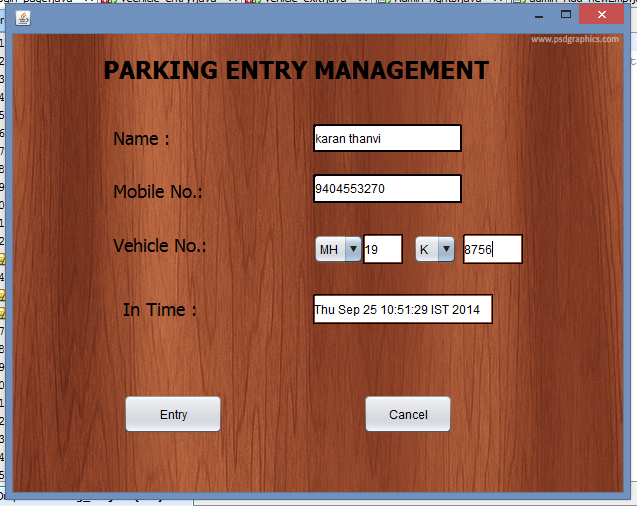 www.psdgraphics.com
PARKING ENTRY MANAGEMENT
Name :
karan thanvi
Mobile No.:
9404553270
Vehicle No.:
MH 19 K 8756
In Time :
Thu Sep 25 10:51:29 IST 2014
Entry Cancel